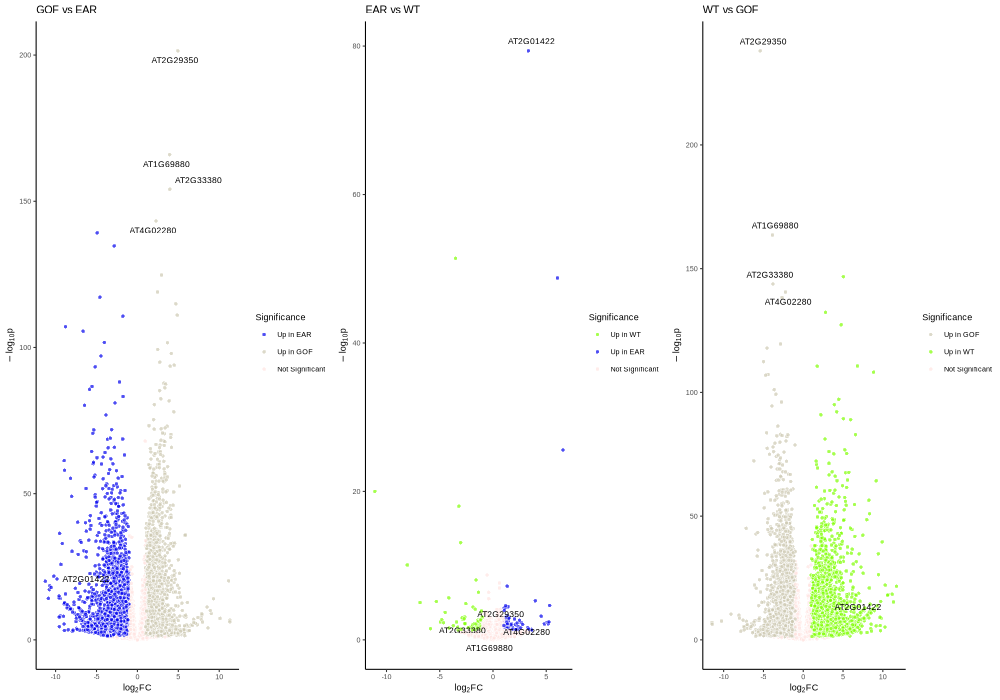 GOF vs EAR
EAR vs WT
WT vs GOF
AT2G29350
AT1G69880
AT2G33380
AT4G02280
AT2G01422
200
150
100
50
0
-10
-5
0
5
10
− log10p
log2FC
Significance
Up in EAR
Up in GOF
Not Significant
AT2G01422
AT2G29350
AT2G33380
AT4G02280
AT1G69880
80
60
40
20
0
-10
-5
0
5
− log10p
log2FC
Significance
Up in WT
Up in EAR
Not Significant
AT2G29350
AT1G69880
AT2G33380
AT4G02280
AT2G01422
200
150
100
50
0
-10
-5
0
5
10
− log10p
log2FC
Significance
Up in GOF
Up in WT
Not Significant